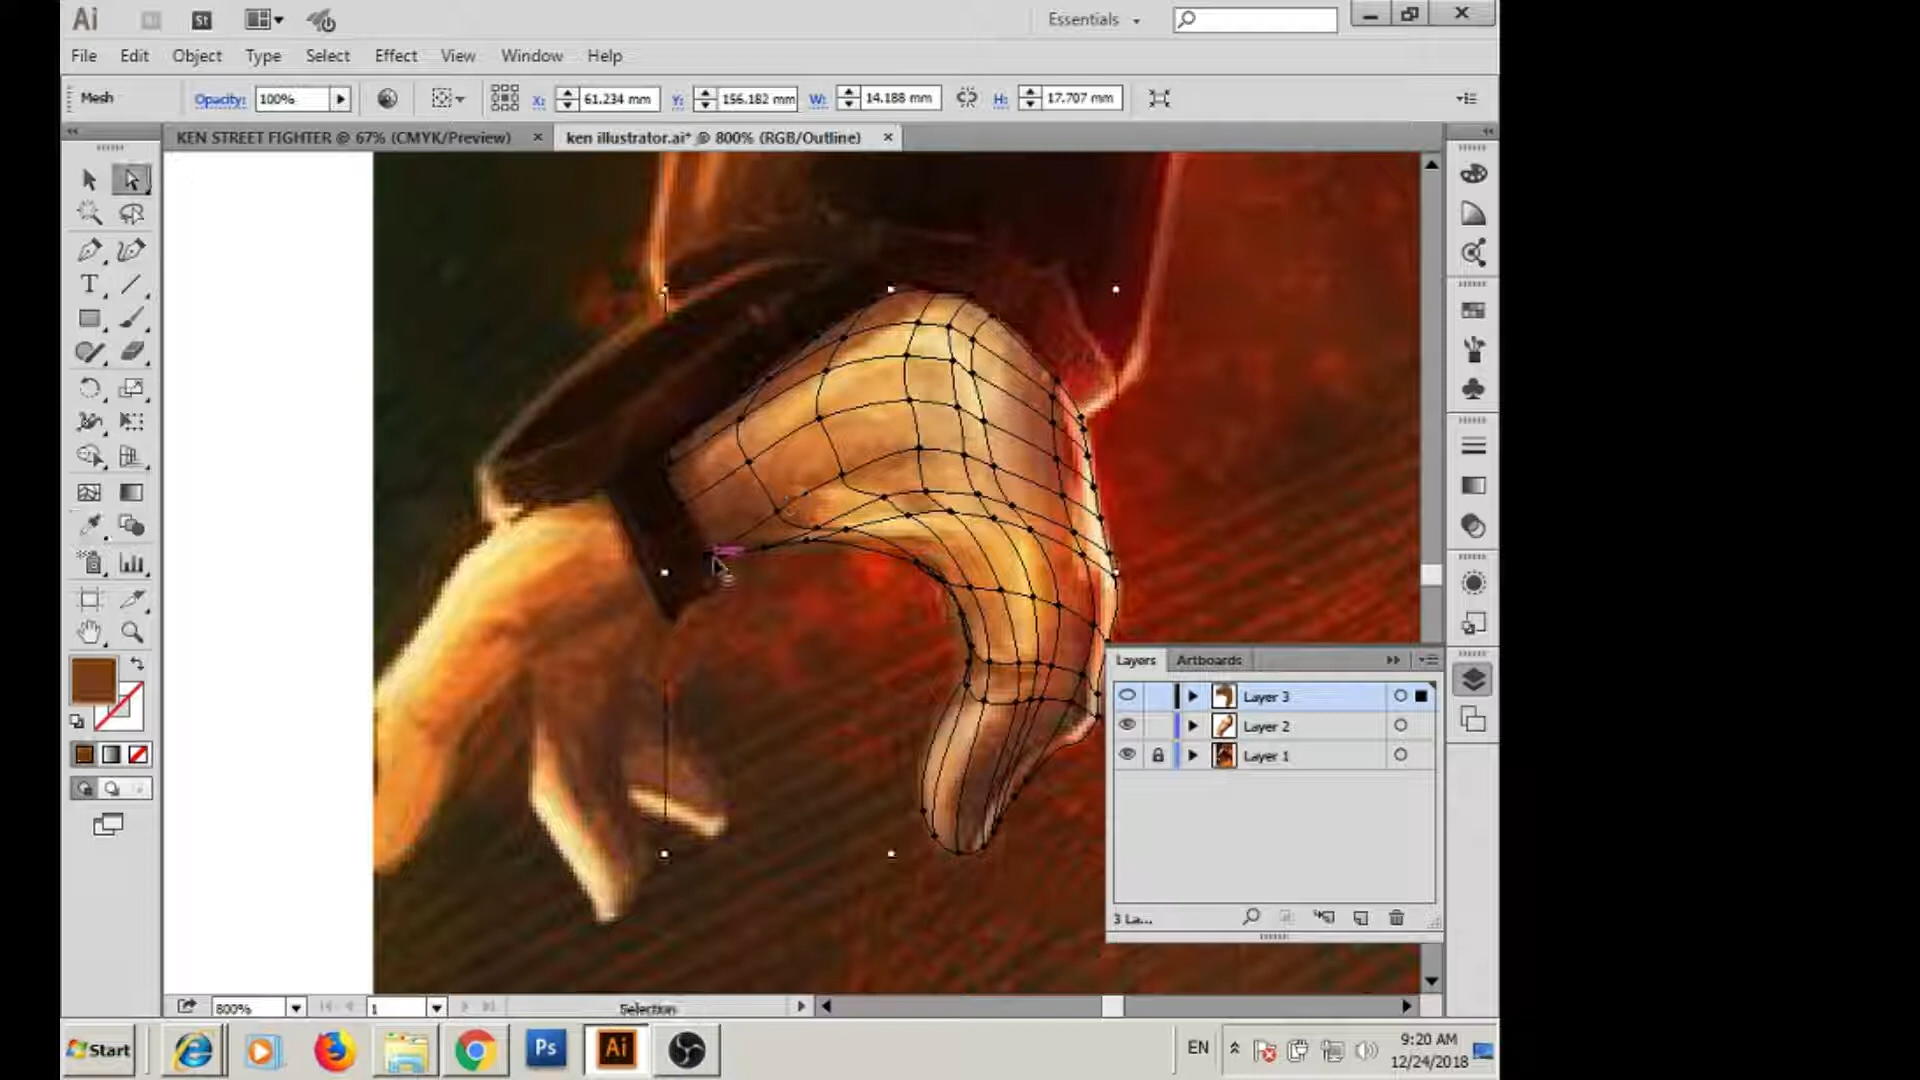 Ai
St
Essentials
File Edit Object Type Select Effect View Window Help
Mesh
Opacity: 100%
X: 61.234 mm
Y: 156.182 mm
W: 14.188 mm
H: 17.707 mm
KEN STREET FIGHTER @ 67% (CMYK/Preview)
ken illustrator.ai* @ 800% (RGB/Outline)
T
Layers Artboards
Layer 3
Layer 2
Layer 1
3 La...
800%
1
Selection
Start
Ps
Ai
EN
9:20 AM
12/24/2018